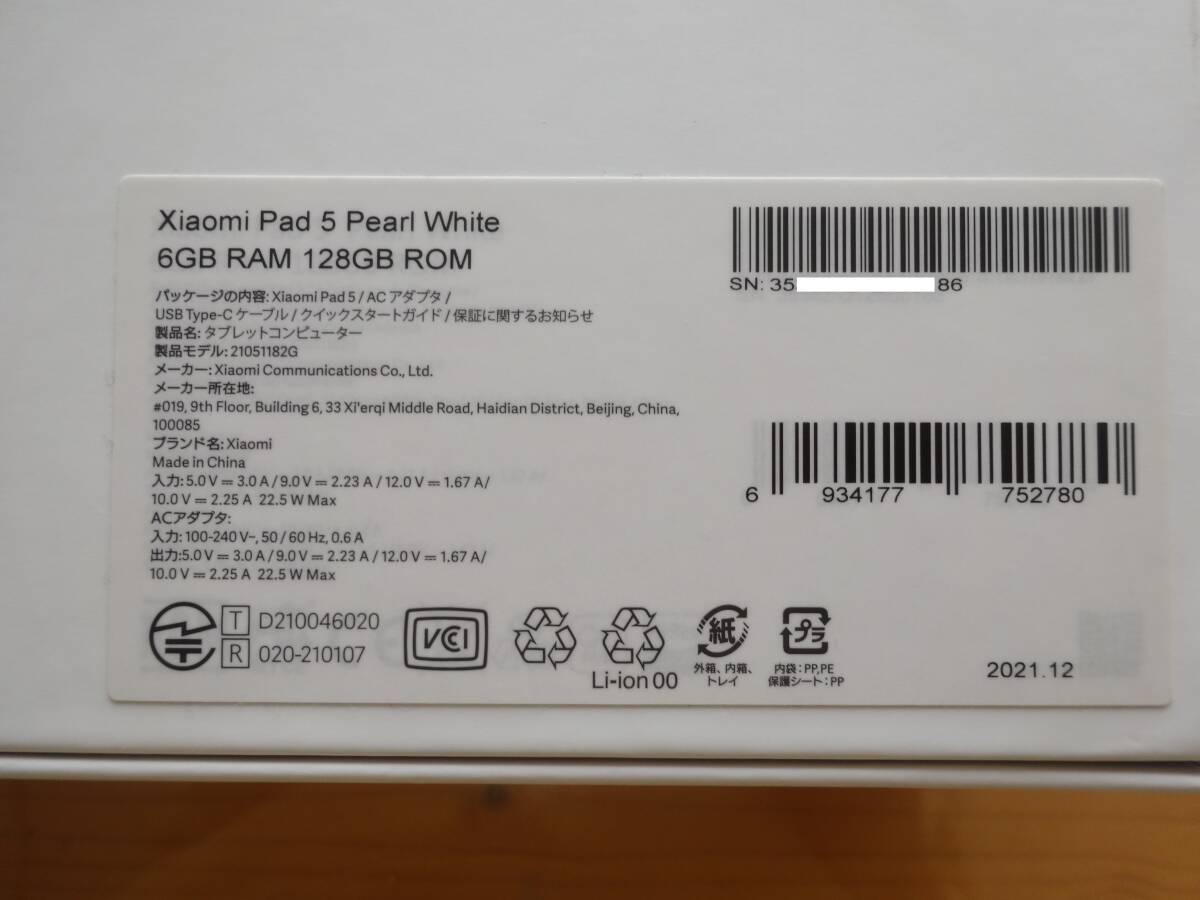 Xiaomi Pad 5 Pearl White
6GB RAM 128GB ROM
パッケージの内容: Xiaomi Pad 5 / AC アダプタ /
USB Type-C ケーブル / クイックスタートガイド / 保証に関するお知らせ
製品名: タブレットコンピューター
製品モデル: 21051182G
メーカー: Xiaomi Communications Co., Ltd.
メーカー所在地:
#019, 9th Floor, Building 6, 33 Xi'erqi Middle Road, Haidian District, Beijing, China,
100085
ブランド名: Xiaomi
Made in China
入力: 5.0 V ⎓ 3.0 A / 9.0 V ⎓ 2.23 A / 12.0 V ⎓ 1.67 A/
10.0 V ⎓ 2.25 A 22.5 W Max
ACアダプタ:
入力: 100-240 V~, 50 / 60 Hz, 0.6 A
出力:5.0 V ⎓ 3.0 A / 9.0 V ⎓ 2.23 A / 12.0 V ⎓ 1.67 A/
10.0 V ⎓ 2.25 A 22.5 W Max
SN: 35 86
6 934177 752780
T D210046020
R 020-210107
VCCI
Li-ion 00
紙
外箱、内箱、
トレイ
プラ
内袋:PP,PE
保護シート:PP
2021.12